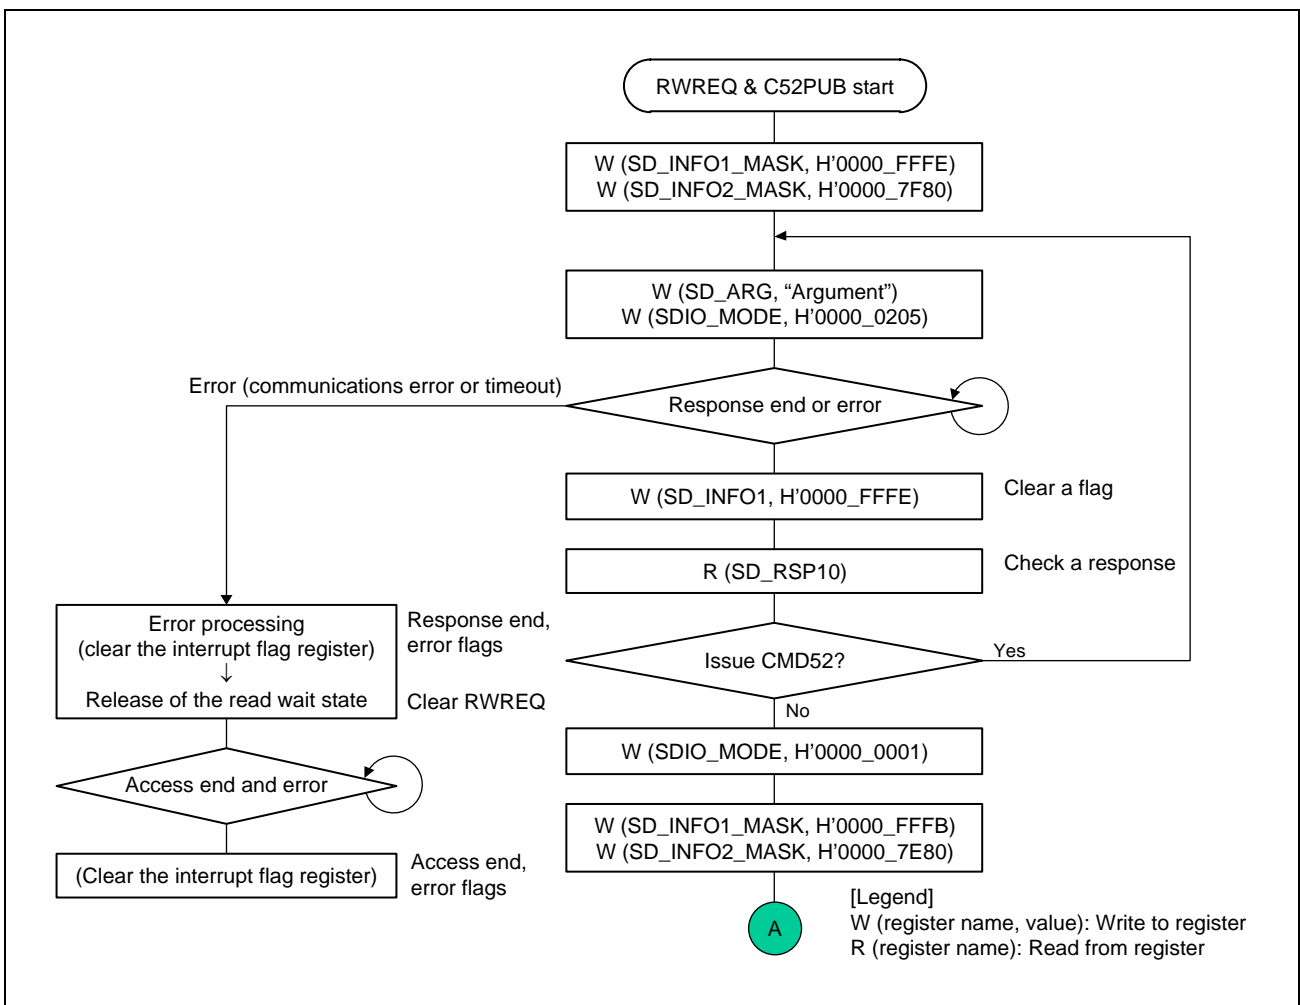 RWREQ & C52PUB start
W (SD_INFO1_MASK, H'0000_FFFE)
W (SD_INFO2_MASK, H'0000_7F80)
W (SD_ARG, “Argument”)
W (SDIO_MODE, H'0000_0205)
Error (communications error or timeout)
Response end or error
W (SD_INFO1, H'0000_FFFE)
Clear a flag
R (SD_RSP10)
Check a response
Error processing
(clear the interrupt flag register)
↓
Release of the read wait state
Response end,
error flags
Clear RWREQ
Issue CMD52?
Yes
No
W (SDIO_MODE, H'0000_0001)
Access end and error
W (SD_INFO1_MASK, H'0000_FFFB)
W (SD_INFO2_MASK, H'0000_7E80)
(Clear the interrupt flag register)
Access end,
error flags
A
[Legend]
W (register name, value): Write to register
R (register name): Read from register